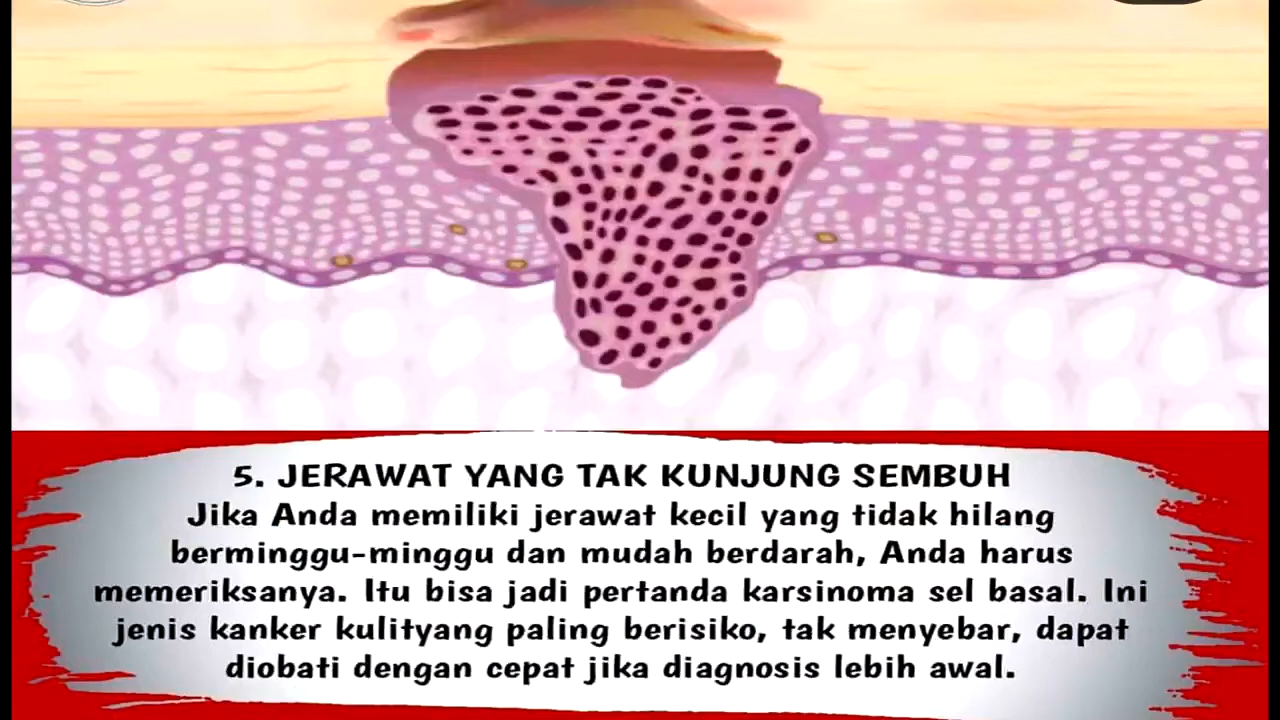 5. JERAWAT YANG TAK KUNJUNG SEMBUH
Jika Anda memiliki jerawat kecil yang tidak hilang
berminggu-minggu dan mudah berdarah, Anda harus
memeriksanya. Itu bisa jadi pertanda karsinoma sel basal. Ini
jenis kanker kulityang paling berisiko, tak menyebar, dapat
diobati dengan cepat jika diagnosis lebih awal.